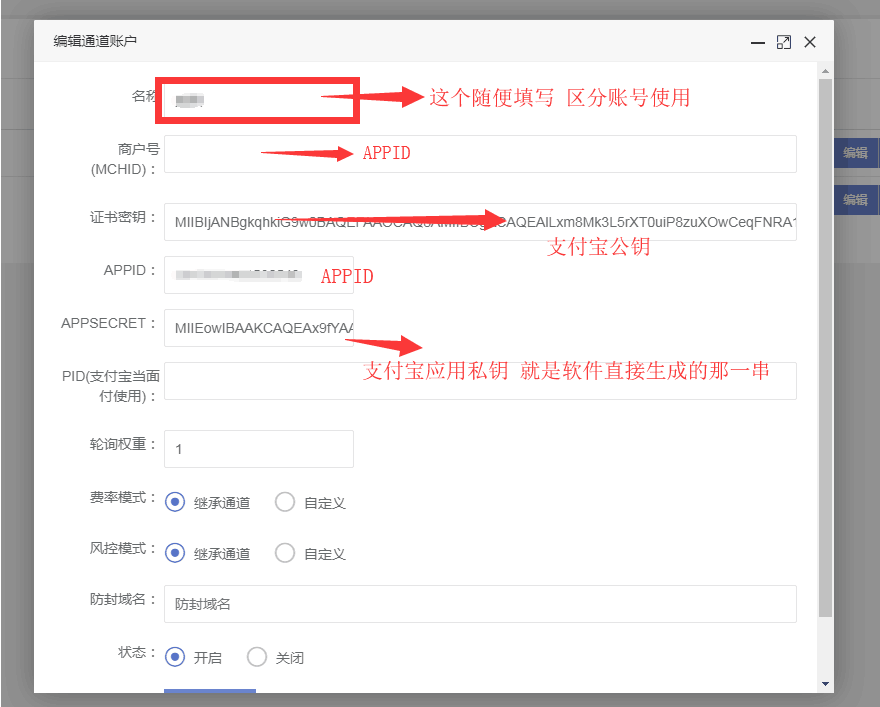 编辑通道账户
名称
这个随便填写 区分账号使用
商户号
(MCHID)：
APPID
编辑
证书密钥：
支付宝公钥
编辑
APPID：
APPID
APPSECRET：
MIIEowIBAAKCAQEAx9fYAA
支付宝应用私钥 就是软件直接生成的那一串
PID(支付宝当面
付使用)：
轮询权重：
1
费率模式：
继承通道
自定义
风控模式：
继承通道
自定义
防封域名：
防封域名
状态：
开启
关闭